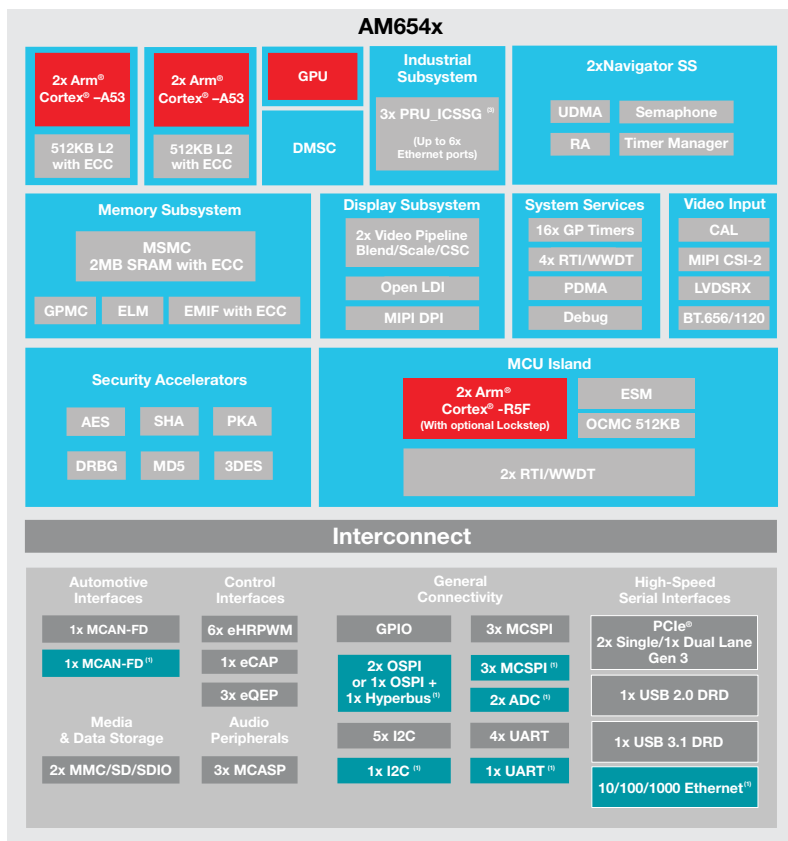 AM654x
2x Arm®
Cortex® –A53
512KB L2
with ECC
2x Arm®
Cortex® –A53
512KB L2
with ECC
GPU
DMSC
Industrial
Subsystem
3x PRU_ICSSG (3)
(Up to 6x
Ethernet ports)
2xNavigator SS
UDMA
Semaphone
RA
Timer Manager
Memory Subsystem
MSMC
2MB SRAM with ECC
GPMC
ELM
EMIF with ECC
Display Subsystem
2x Video Pipeline
Blend/Scale/CSC
Open LDI
MIPI DPI
System Services
16x GP Timers
4x RTI/WWDT
PDMA
Debug
Video Input
CAL
MIPI CSI-2
LVDSRX
BT.656/1120
Security Accelerators
AES
SHA
PKA
DRBG
MD5
3DES
MCU Island
2x Arm®
Cortex® -R5F
(With optional Lockstep)
ESM
OCMC 512KB
2x RTI/WWDT
Interconnect
Automotive
Interfaces
1x MCAN-FD
1x MCAN-FD (1)
Media
& Data Storage
2x MMC/SD/SDIO
Control
Interfaces
6x eHRPWM
1x eCAP
3x eQEP
Audio
Peripherals
3x MCASP
General
Connectivity
GPIO
3x MCSPI
2x OSPI
or 1x OSPI +
1x Hyperbus (1)
3x MCSPI (1)
2x ADC (1)
5x I2C
4x UART
1x I2C (1)
1x UART (1)
High-Speed
Serial Interfaces
PCIe®
2x Single/1x Dual Lane
Gen 3
1x USB 2.0 DRD
1x USB 3.1 DRD
10/100/1000 Ethernet (1)